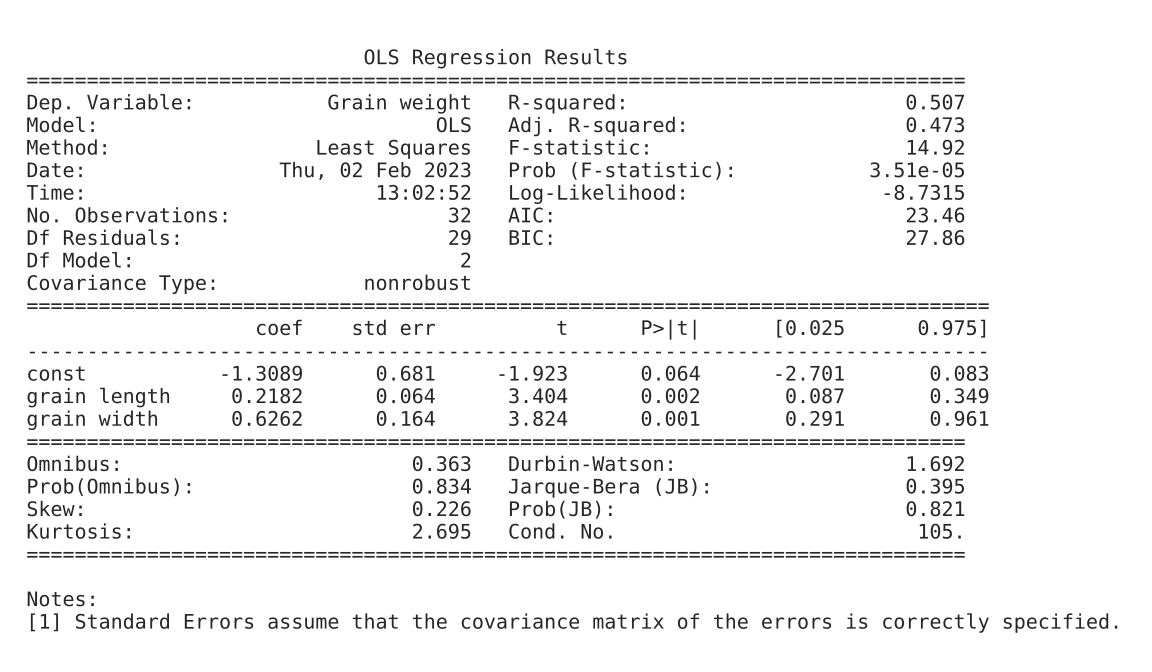 OLS Regression Results
==============================================================================
Dep. Variable:           Grain weight   R-squared:                       0.507
Model:                            OLS   Adj. R-squared:                  0.473
Method:                 Least Squares   F-statistic:                     14.92
Date:                Thu, 02 Feb 2023   Prob (F-statistic):           3.51e-05
Time:                        13:02:52   Log-Likelihood:                -8.7315
No. Observations:                  32   AIC:                             23.46
Df Residuals:                      29   BIC:                             27.86
Df Model:                           2
Covariance Type:            nonrobust
================================================================================
                   coef    std err          t      P>|t|      [0.025      0.975]
--------------------------------------------------------------------------------
const           -1.3089      0.681     -1.923      0.064      -2.701       0.083
grain length     0.2182      0.064      3.404      0.002       0.087       0.349
grain width      0.6262      0.164      3.824      0.001       0.291       0.961
==============================================================================
Omnibus:                        0.363   Durbin-Watson:                   1.692
Prob(Omnibus):                  0.834   Jarque-Bera (JB):                0.395
Skew:                           0.226   Prob(JB):                        0.821
Kurtosis:                       2.695   Cond. No.                         105.
==============================================================================
Notes:
[1] Standard Errors assume that the covariance matrix of the errors is correctly specified.